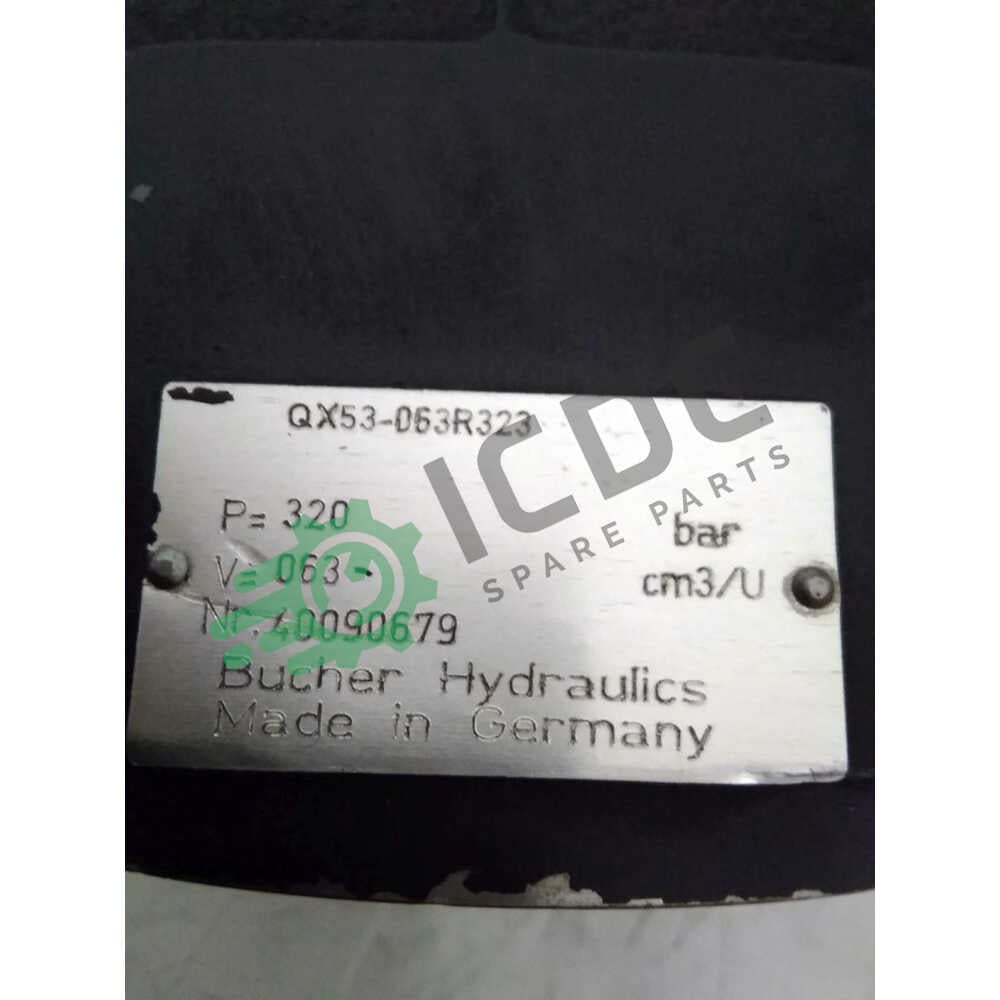 QX53-063R323
P= 320 bar
V= 063- cm3/U
Nr. 40090679
Bucher Hydraulics
Made in Germany
ICDC
SPARE PARTS